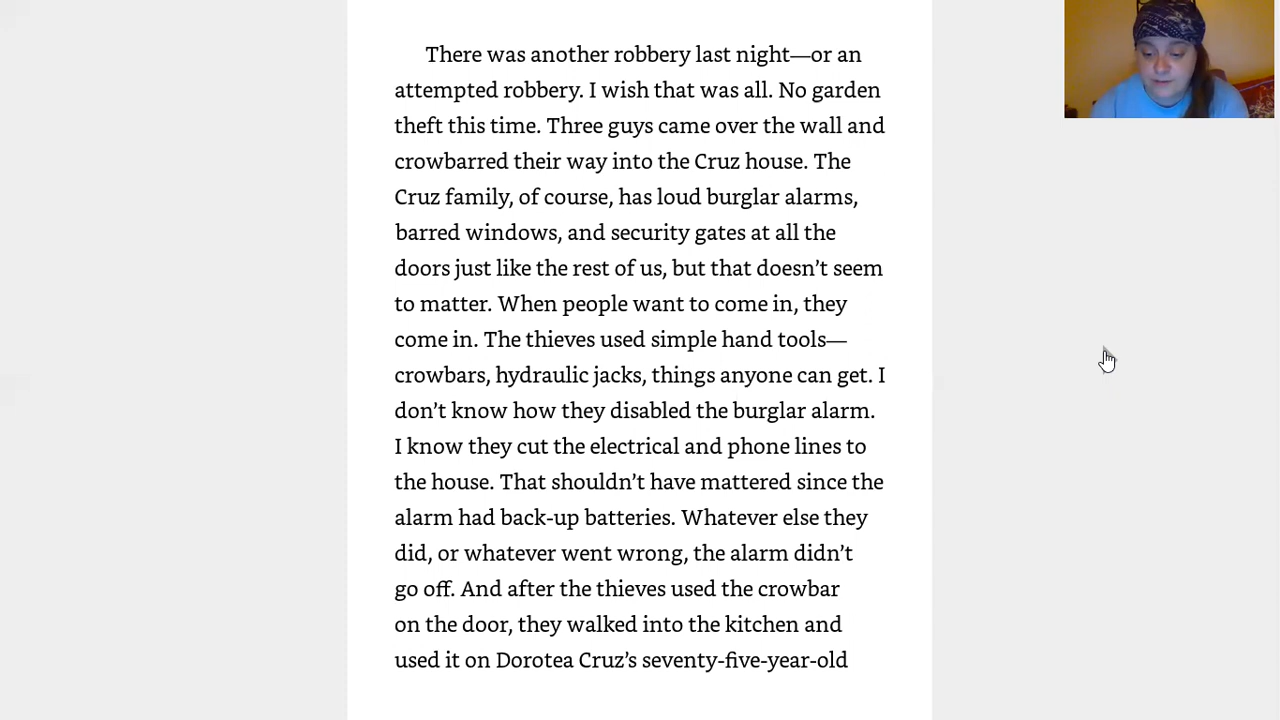 There was another robbery last night—or an
attempted robbery. I wish that was all. No garden
theft this time. Three guys came over the wall and
crowbarred their way into the Cruz house. The
Cruz family, of course, has loud burglar alarms,
barred windows, and security gates at all the
doors just like the rest of us, but that doesn’t seem
to matter. When people want to come in, they
come in. The thieves used simple hand tools—
crowbars, hydraulic jacks, things anyone can get. I
don’t know how they disabled the burglar alarm.
I know they cut the electrical and phone lines to
the house. That shouldn’t have mattered since the
alarm had back-up batteries. Whatever else they
did, or whatever went wrong, the alarm didn’t
go off. And after the thieves used the crowbar
on the door, they walked into the kitchen and
used it on Dorotea Cruz’s seventy-five-year-old